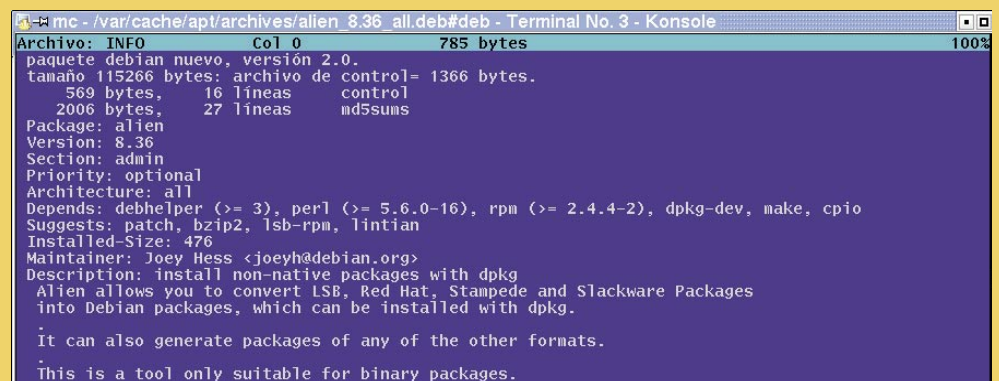 mc - /var/cache/apt/archives/alien_8.36_all.deb#deb - Terminal No. 3 - Konsole
Archivo: INFO Col 0 785 bytes 100%
paquete debian nuevo, versión 2.0.
tamaño 115266 bytes: archivo de control= 1366 bytes.
569 bytes, 16 líneas control
2006 bytes, 27 líneas md5sums
Package: alien
Version: 8.36
Section: admin
Priority: optional
Architecture: all
Depends: debhelper (>= 3), perl (>= 5.6.0-16), rpm (>= 2.4.4-2), dpkg-dev, make, cpio
Suggests: patch, bzip2, lsb-rpm, lintian
Installed-Size: 476
Maintainer: Joey Hess <joeyh@debian.org>
Description: install non-native packages with dpkg
Alien allows you to convert LSB, Red Hat, Stampede and Slackware Packages
into Debian packages, which can be installed with dpkg.
.
It can also generate packages of any of the other formats.
.
This is a tool only suitable for binary packages.